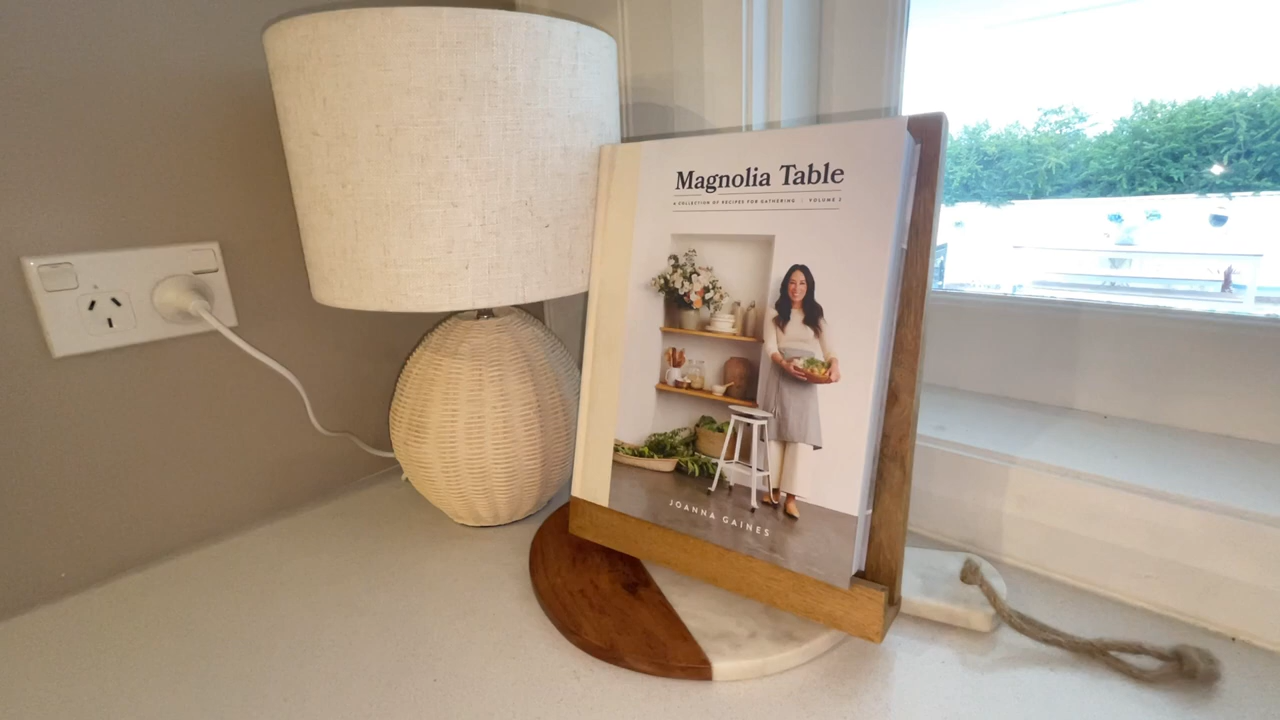 Magnolia Table
A COLLECTION OF RECIPES FOR GATHERING | VOLUME 2
JOANNA GAINES